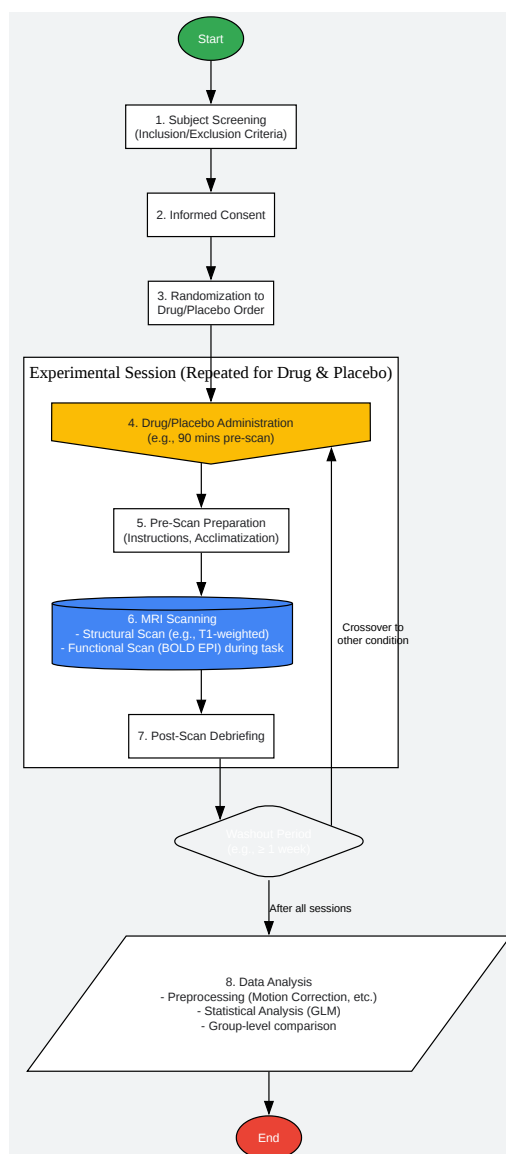 Start
1. Subject Screening
(Inclusion/Exclusion Criteria)
2. Informed Consent
3. Randomization to
Drug/Placebo Order
Experimental Session (Repeated for Drug & Placebo)
4. Drug/Placebo Administration
(e.g., 90 mins pre-scan)
5. Pre-Scan Preparation
(Instructions, Acclimatization)
6. MRI Scanning
- Structural Scan (e.g., T1-weighted)
- Functional Scan (BOLD EPI) during task
Crossover to
other condition
7. Post-Scan Debriefing
Washout Period
(e.g., ≥ 1 week)
After all sessions
8. Data Analysis
- Preprocessing (Motion Correction, etc.)
- Statistical Analysis (GLM)
- Group-level comparison
End